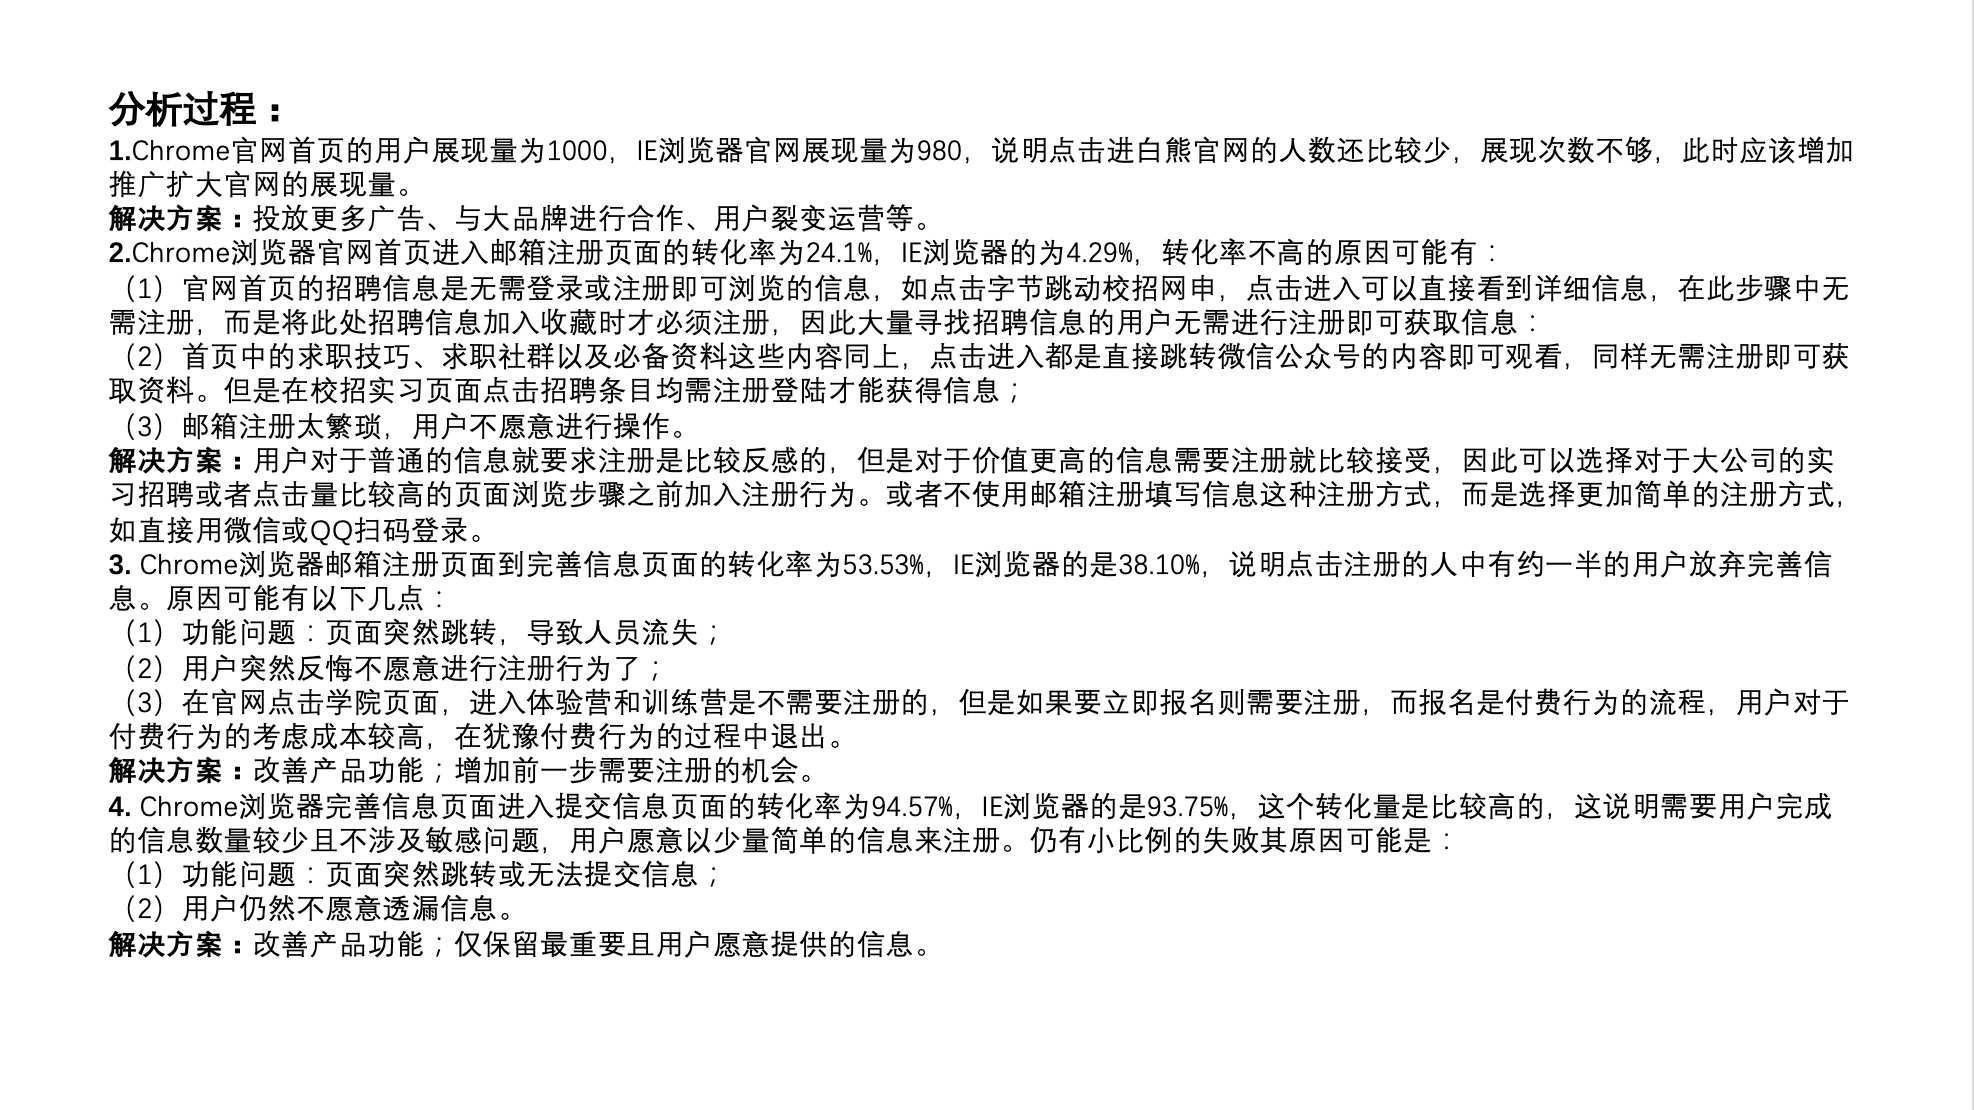 分析过程：
1.Chrome官网首页的用户展现量为1000，IE浏览器官网展现量为980，说明点击进白熊官网的人数还比较少，展现次数不够，此时应该增加
推广扩大官网的展现量。
解决方案：投放更多广告、与大品牌进行合作、用户裂变运营等。
2.Chrome浏览器官网首页进入邮箱注册页面的转化率为24.1%，IE浏览器的为4.29%，转化率不高的原因可能有：
（1）官网首页的招聘信息是无需登录或注册即可浏览的信息，如点击字节跳动校招网申，点击进入可以直接看到详细信息，在此步骤中无
需注册，而是将此处招聘信息加入收藏时才必须注册，因此大量寻找招聘信息的用户无需进行注册即可获取信息：
（2）首页中的求职技巧、求职社群以及必备资料这些内容同上，点击进入都是直接跳转微信公众号的内容即可观看，同样无需注册即可获
取资料。但是在校招实习页面点击招聘条目均需注册登陆才能获得信息；
（3）邮箱注册太繁琐，用户不愿意进行操作。
解决方案：用户对于普通的信息就要求注册是比较反感的，但是对于价值更高的信息需要注册就比较接受，因此可以选择对于大公司的实
习招聘或者点击量比较高的页面浏览步骤之前加入注册行为。或者不使用邮箱注册填写信息这种注册方式，而是选择更加简单的注册方式，
如直接用微信或QQ扫码登录。
3. Chrome浏览器邮箱注册页面到完善信息页面的转化率为53.53%，IE浏览器的是38.10%，说明点击注册的人中有约一半的用户放弃完善信
息。原因可能有以下几点：
（1）功能问题：页面突然跳转，导致人员流失；
（2）用户突然反悔不愿意进行注册行为了；
（3）在官网点击学院页面，进入体验营和训练营是不需要注册的，但是如果要立即报名则需要注册，而报名是付费行为的流程，用户对于
付费行为的考虑成本较高，在犹豫付费行为的过程中退出。
解决方案：改善产品功能；增加前一步需要注册的机会。
4. Chrome浏览器完善信息页面进入提交信息页面的转化率为94.57%，IE浏览器的是93.75%，这个转化量是比较高的，这说明需要用户完成
的信息数量较少且不涉及敏感问题，用户愿意以少量简单的信息来注册。仍有小比例的失败其原因可能是：
（1）功能问题：页面突然跳转或无法提交信息；
（2）用户仍然不愿意透漏信息。
解决方案：改善产品功能；仅保留最重要且用户愿意提供的信息。